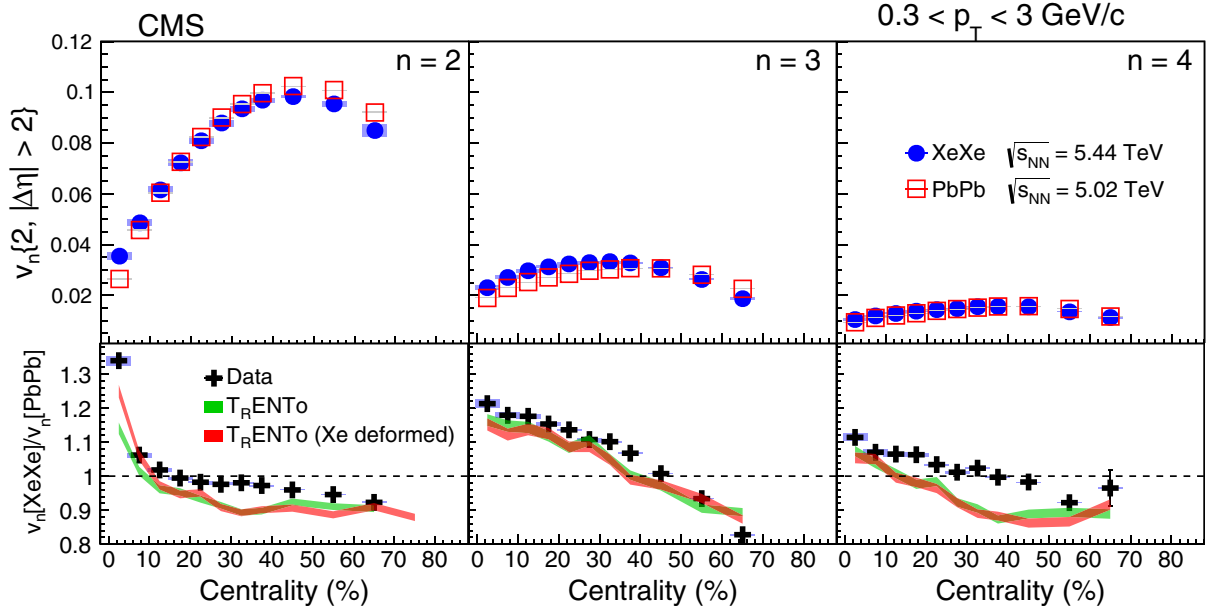 CMS
0.3 < p_T < 3 GeV/c
n = 2
n = 3
n = 4
v_n{2, |Δη| > 2}
0.12
0.1
0.08
0.06
0.04
0.02
XeXe √s_NN = 5.44 TeV
PbPb √s_NN = 5.02 TeV
v_n[XeXe]/v_n[PbPb]
1.3
1.2
1.1
1
0.9
0.8
Data
T_RENTo
T_RENTo (Xe deformed)
0 10 20 30 40 50 60 70 80
0 10 20 30 40 50 60 70 80
0 10 20 30 40 50 60 70 80
Centrality (%)
Centrality (%)
Centrality (%)